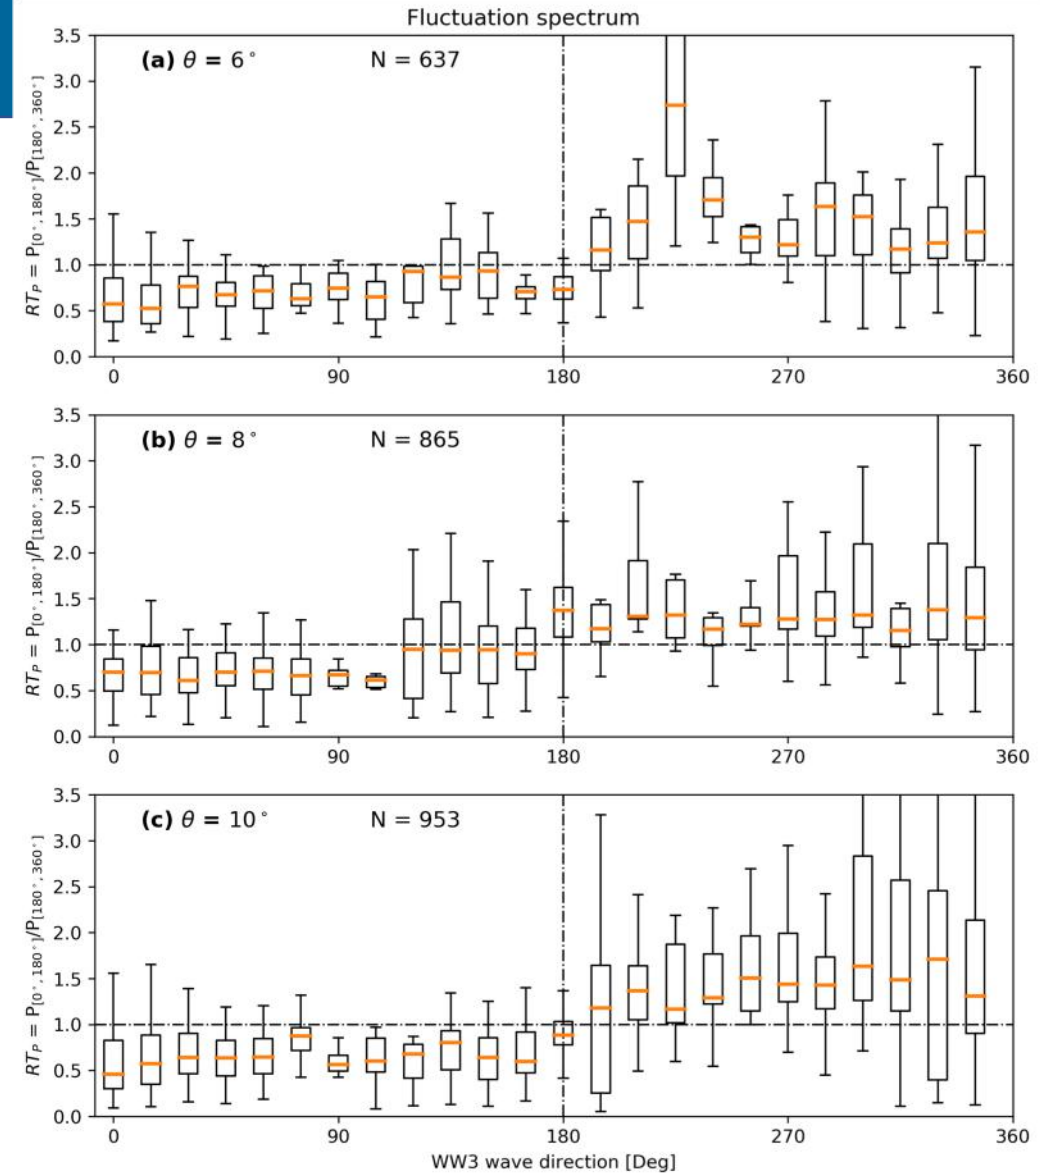 Fluctuation spectrum
(a) θ = 6° N = 637
RT_P = P_[0°, 180°]/P_[180°, 360°]
3.5
3.0
2.5
2.0
1.5
1.0
0.5
0.0
0 90 180 270 360
(b) θ = 8° N = 865
RT_P = P_[0°, 180°]/P_[180°, 360°]
3.5
3.0
2.5
2.0
1.5
1.0
0.5
0.0
0 90 180 270 360
(c) θ = 10° N = 953
RT_P = P_[0°, 180°]/P_[180°, 360°]
3.5
3.0
2.5
2.0
1.5
1.0
0.5
0.0
0 90 180 270 360
WW3 wave direction [Deg]